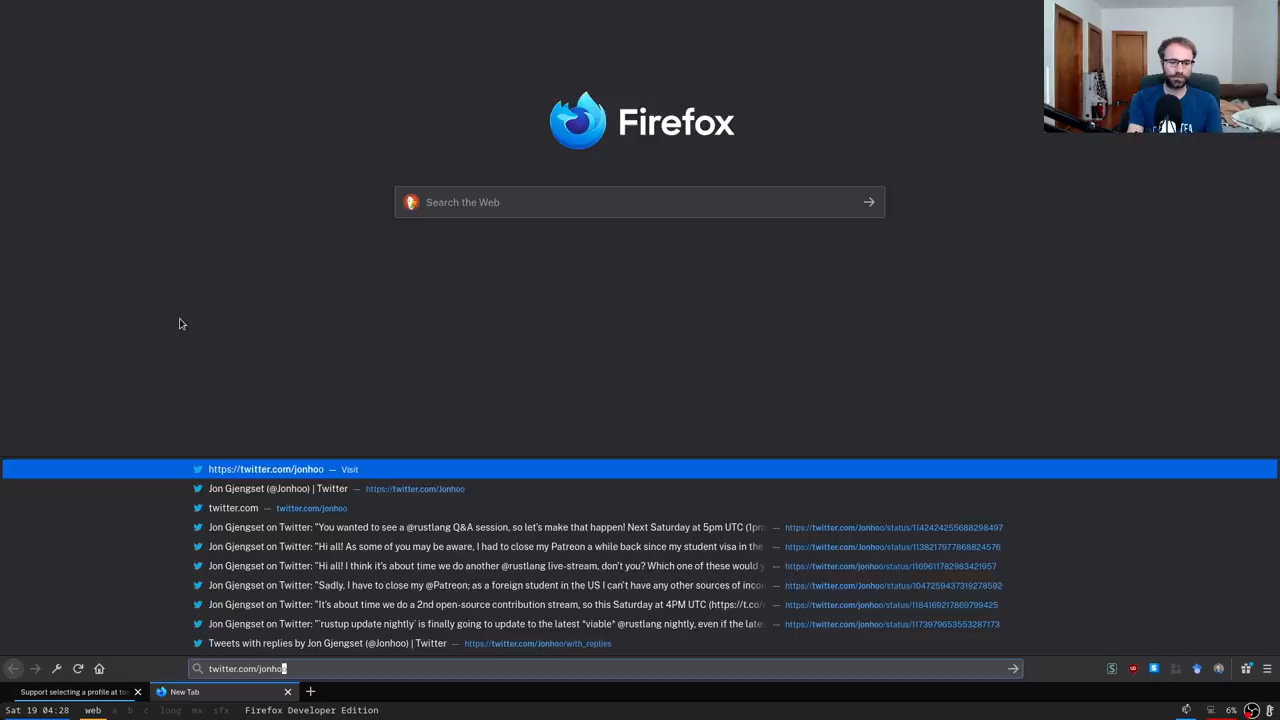 Firefox
Search the Web
https://twitter.com/jonhoo — Visit
Jon Gjengset (@Jonhoo) | Twitter — https://twitter.com/Jonhoo
twitter.com — twitter.com/jonhoo
Jon Gjengset on Twitter: "You wanted to see a @rustlang Q&A session, so let's make that happen! Next Saturday at 5pm UTC (1pm — https://twitter.com/Jonhoo/status/1142424255688298497
Jon Gjengset on Twitter: "Hi all! As some of you may be aware, I had to close my Patreon a while back since my student visa in the — https://twitter.com/Jonhoo/status/1138217977868824576
Jon Gjengset on Twitter: "Hi all! I think it's about time we do another @rustlang live-stream, don't you? Which one of these would y — https://twitter.com/Jonhoo/status/1169611782983421957
Jon Gjengset on Twitter: "Sadly, I have to close my @Patreon; as a foreign student in the US I can't have any other sources of inco — https://twitter.com/Jonhoo/status/1047259437319278592
Jon Gjengset on Twitter: "It's about time we do a 2nd open-source contribution stream, so this Saturday at 4PM UTC (https://t.co/ — https://twitter.com/Jonhoo/status/1184169217869799425
Jon Gjengset on Twitter: "`rustup update nightly` is finally going to update to the latest *viable* @rustlang nightly, even if the late — https://twitter.com/Jonhoo/status/1173979653553287173
Tweets with replies by Jon Gjengset (@Jonhoo) | Twitter — https://twitter.com/Jonhoo/with_replies
twitter.com/jonhoo
Support selecting a profile at to
New Tab
Sat 19 04:28 web a b c long mx sfx Firefox Developer Edition 6%